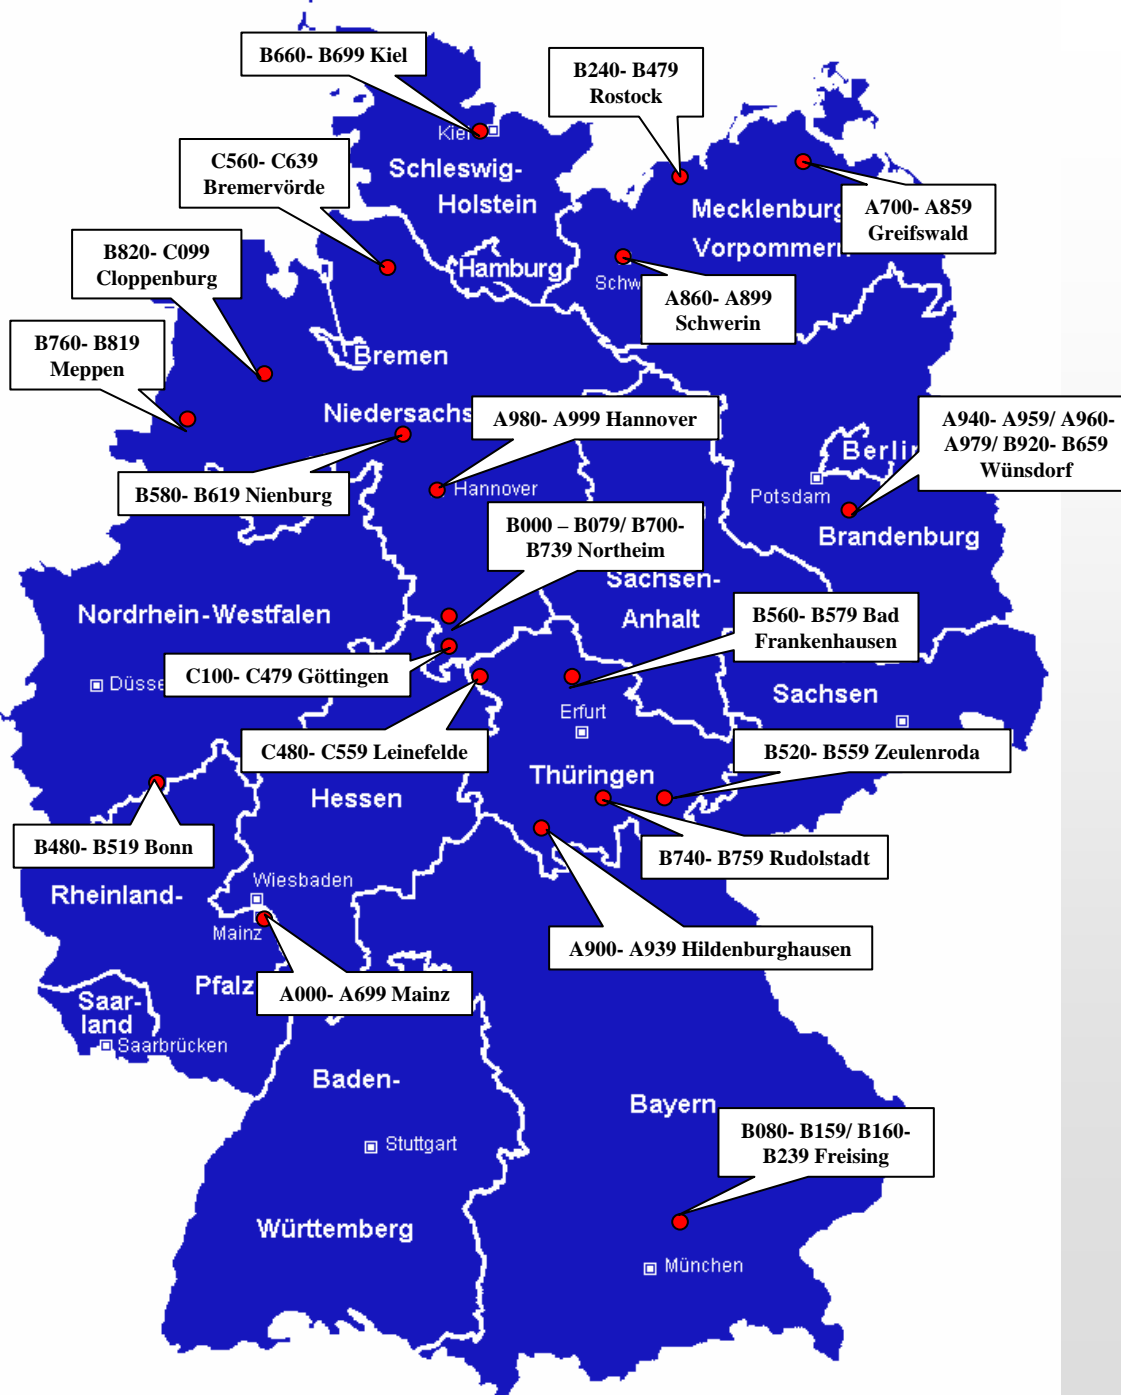 B660- B699 Kiel
B240- B479
Rostock
Kiel
C560- C639
Bremervörde
Schleswig-
Holstein
A700- A859
Greifswald
Mecklenburg
Vorpommern
B820- C099
Cloppenburg
Hamburg
Schw
A860- A899
Schwerin
B760- B819
Meppen
Bremen
Niedersachs
A980- A999 Hannover
A940- A959/ A960-
A979/ B920- B659
Wünsdorf
Berlin
B580- B619 Nienburg
Hannover
Potsdam
B000 – B079/ B700-
B739 Northeim
Brandenburg
Sachsen-
Anhalt
Nordrhein-Westfalen
B560- B579 Bad
Frankenhausen
C100- C479 Göttingen
Düsse
Sachsen
Erfurt
C480- C559 Leinefelde
B520- B559 Zeulenroda
Thüringen
Hessen
B480- B519 Bonn
B740- B759 Rudolstadt
Rheinland-
Wiesbaden
Mainz
A900- A939 Hildenburghausen
Pfalz
A000- A699 Mainz
Saar-
land
Saarbrücken
Baden-
Bayern
Stuttgart
B080- B159/ B160-
B239 Freising
Württemberg
München